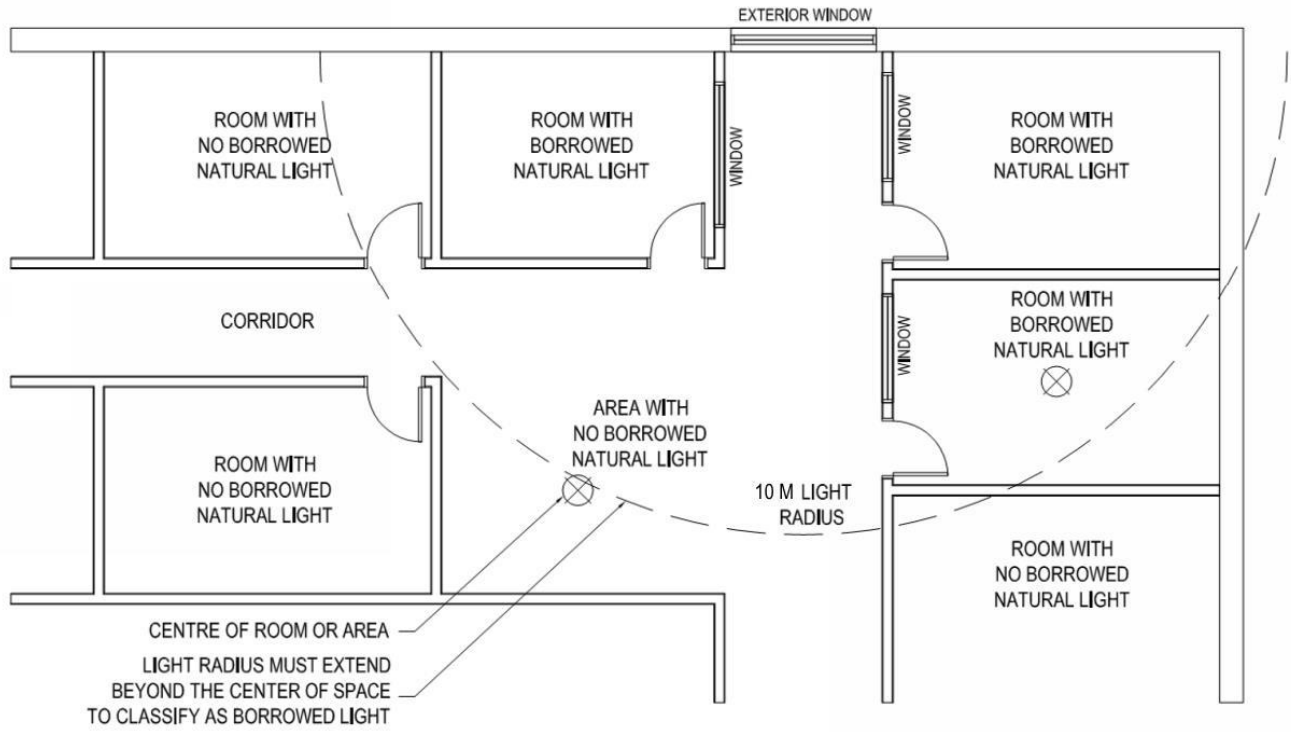 EXTERIOR WINDOW
ROOM WITH
NO BORROWED
NATURAL LIGHT
ROOM WITH
BORROWED
NATURAL LIGHT
WINDOW
WINDOW
ROOM WITH
BORROWED
NATURAL LIGHT
CORRIDOR
ROOM WITH
BORROWED
NATURAL LIGHT
WINDOW
AREA WITH
NO BORROWED
NATURAL LIGHT
ROOM WITH
NO BORROWED
NATURAL LIGHT
10 M LIGHT
RADIUS
ROOM WITH
NO BORROWED
NATURAL LIGHT
CENTRE OF ROOM OR AREA
LIGHT RADIUS MUST EXTEND
BEYOND THE CENTER OF SPACE
TO CLASSIFY AS BORROWED LIGHT